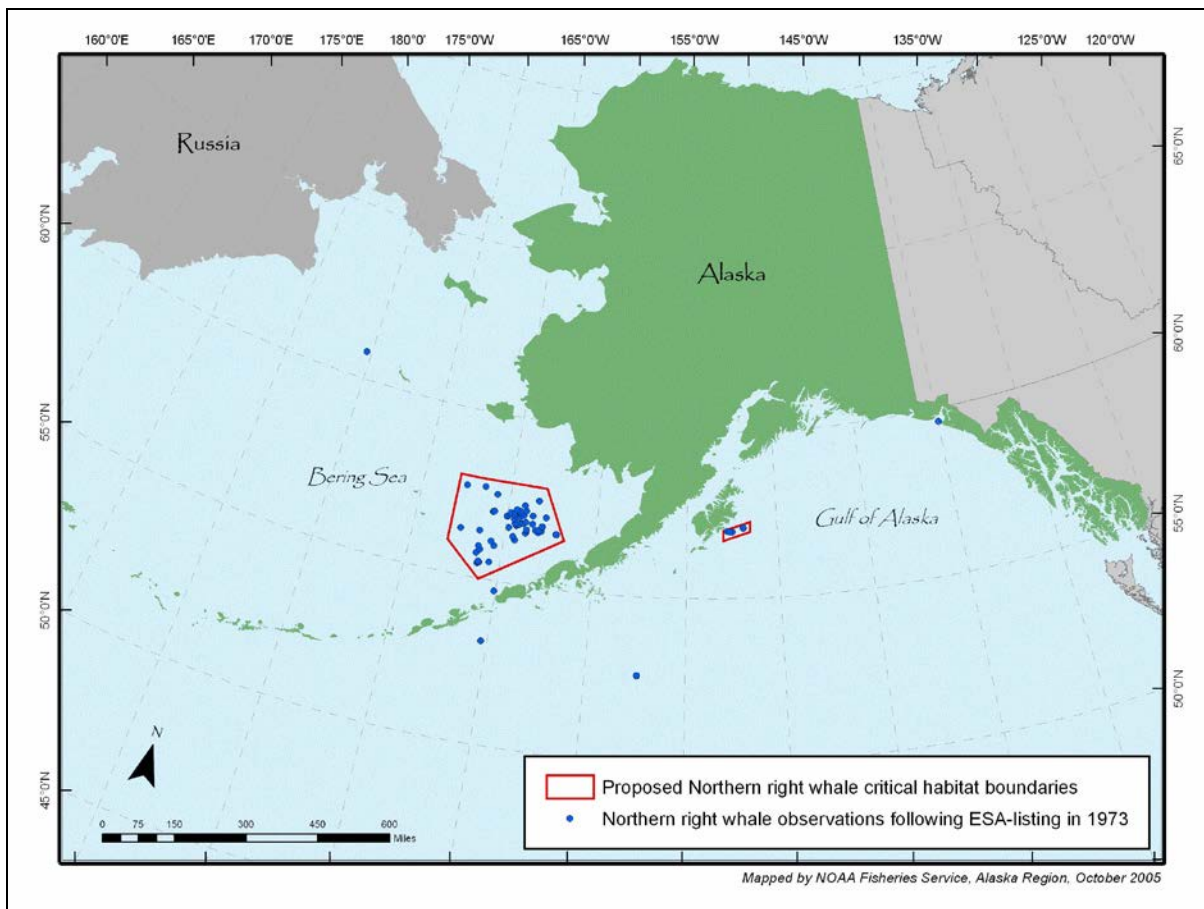 160°0'E 165°0'E 170°0'E 175°0'E 180°0' 175°0'W 165°0'W 155°0'W 145°0'W 135°0'W 125°0'W 120°0'W
Russia
65°0'N
60°0'N
Alaska
60°0'N
55°0'N
Bering Sea
Gulf of Alaska
55°0'N
50°0'N
50°0'N
N
45°0'N
Proposed Northern right whale critical habitat boundaries
Northern right whale observations following ESA-listing in 1973
0 75 150 300 450 600
Miles
Mapped by NOAA Fisheries Service, Alaska Region, October 2005